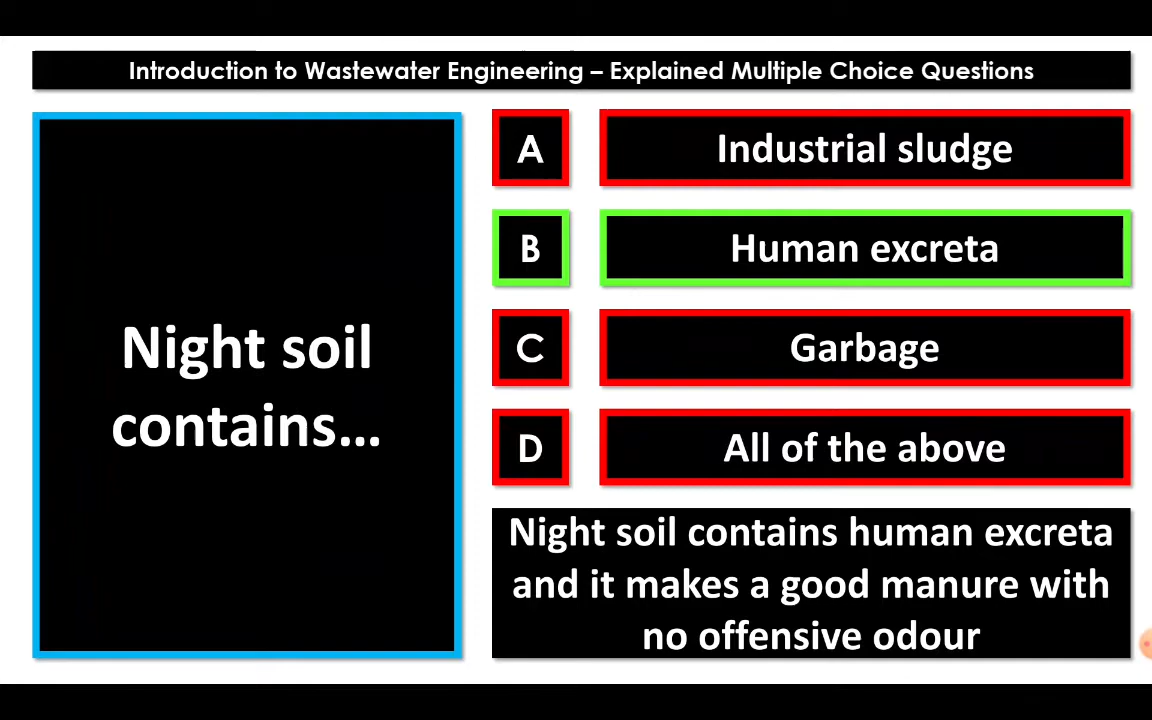 Introduction to Wastewater Engineering – Explained Multiple Choice Questions
Night soil
contains...
A
Industrial sludge
B
Human excreta
C
Garbage
D
All of the above
Night soil contains human excreta
and it makes a good manure with
no offensive odour